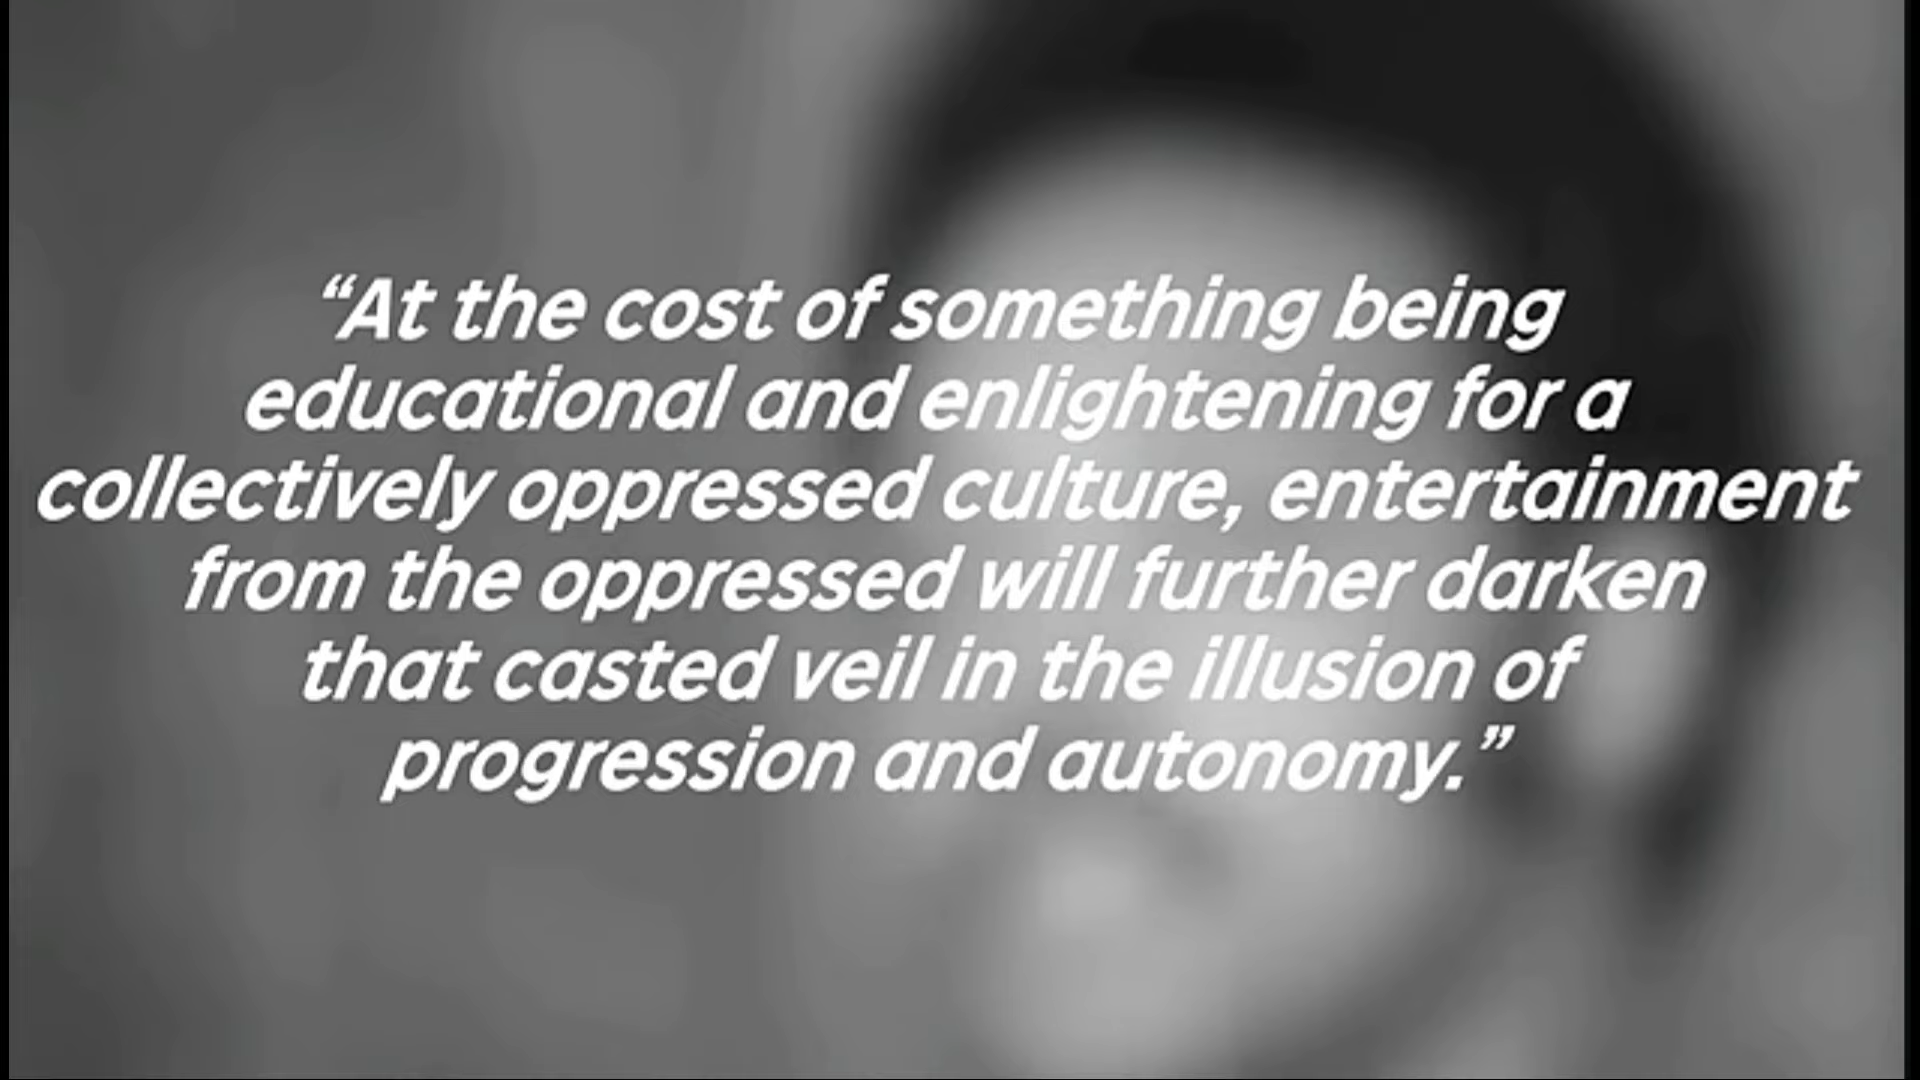 “At the cost of something being
educational and enlightening for a
collectively oppressed culture, entertainment
from the oppressed will further darken
that casted veil in the illusion of
progression and autonomy.”